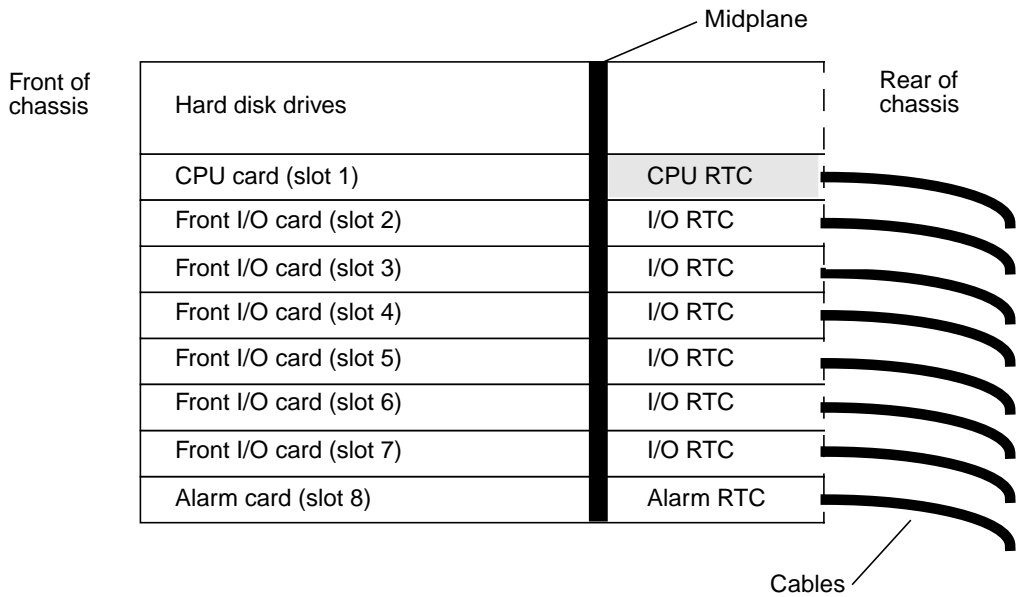 Midplane
Front of
chassis
Rear of
chassis
Hard disk drives
CPU card (slot 1) CPU RTC
Front I/O card (slot 2) I/O RTC
Front I/O card (slot 3) I/O RTC
Front I/O card (slot 4) I/O RTC
Front I/O card (slot 5) I/O RTC
Front I/O card (slot 6) I/O RTC
Front I/O card (slot 7) I/O RTC
Alarm card (slot 8) Alarm RTC
Cables